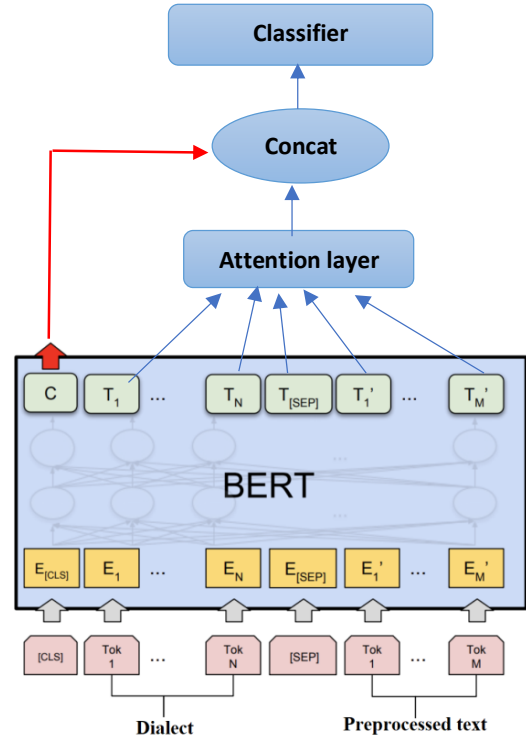 Classifier
Concat
Attention layer
C T1 ... TN T[SEP] T1' ... TM'
...
BERT
...
E[CLS] E1 ... EN E[SEP] E1' ... EM'
[CLS] Tok 1 ... Tok N [SEP] Tok 1 ... Tok M
Dialect Preprocessed text